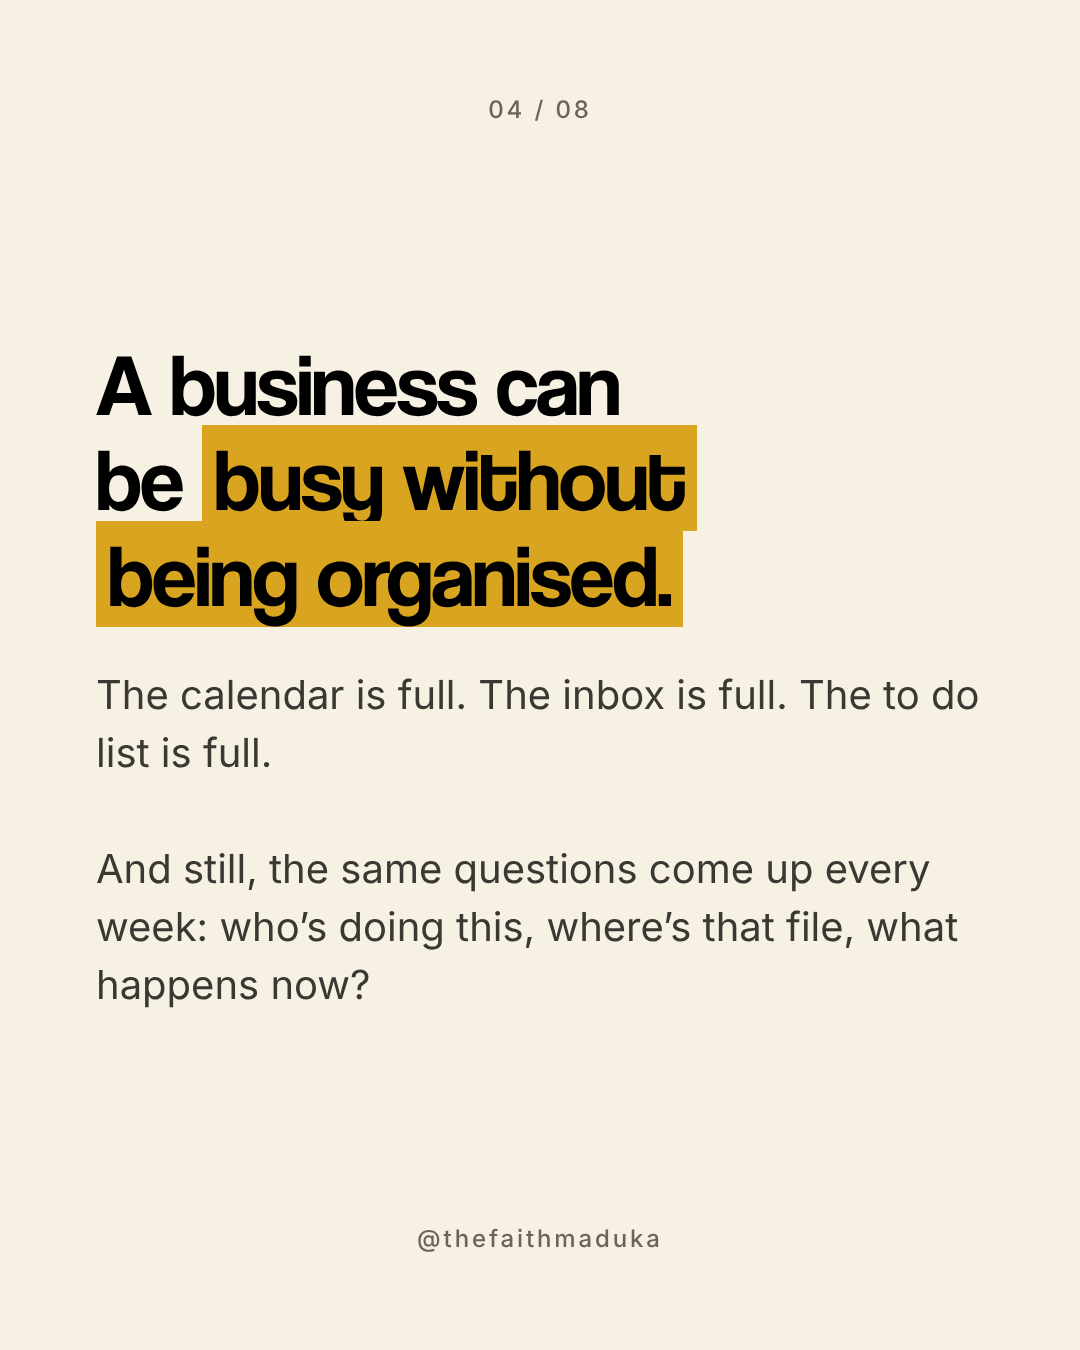 04 / 08
A business can
be busy without
being organised.
The calendar is full. The inbox is full. The to do
list is full.
And still, the same questions come up every
week: who’s doing this, where’s that file, what
happens now?
@thefaithmaduka